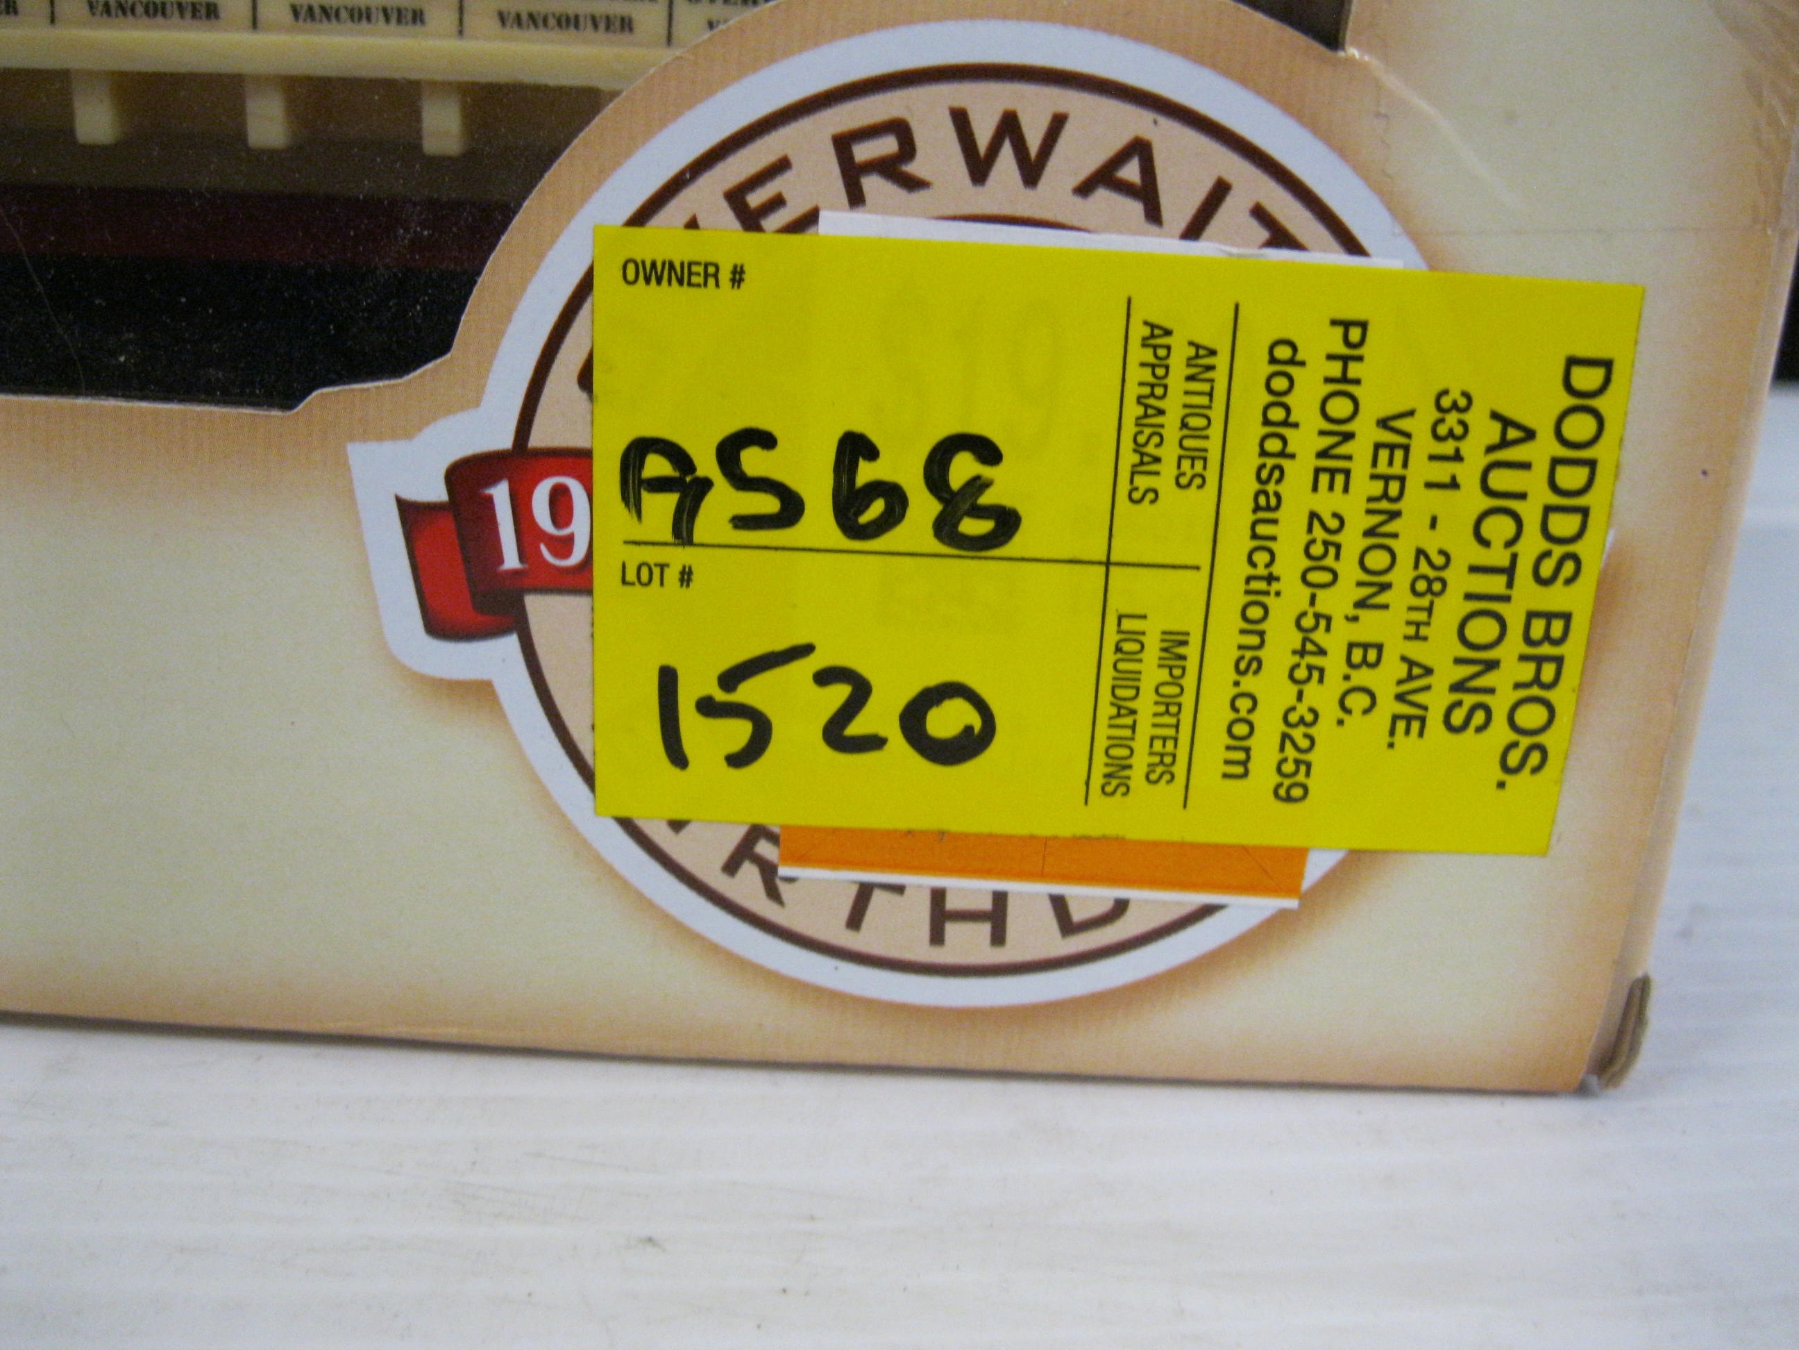 VANCOUVER VANCOUVER VANCOUVER
ERWAIT
19
RTHD
OWNER #
A568
LOT #
1520
DODDS BROS.
AUCTIONS
3311 - 28TH AVE.
VERNON, B.C.
PHONE 250-545-3259
doddsauctions.com
ANTIQUES
APPRAISALS
IMPORTERS
LIQUIDATIONS